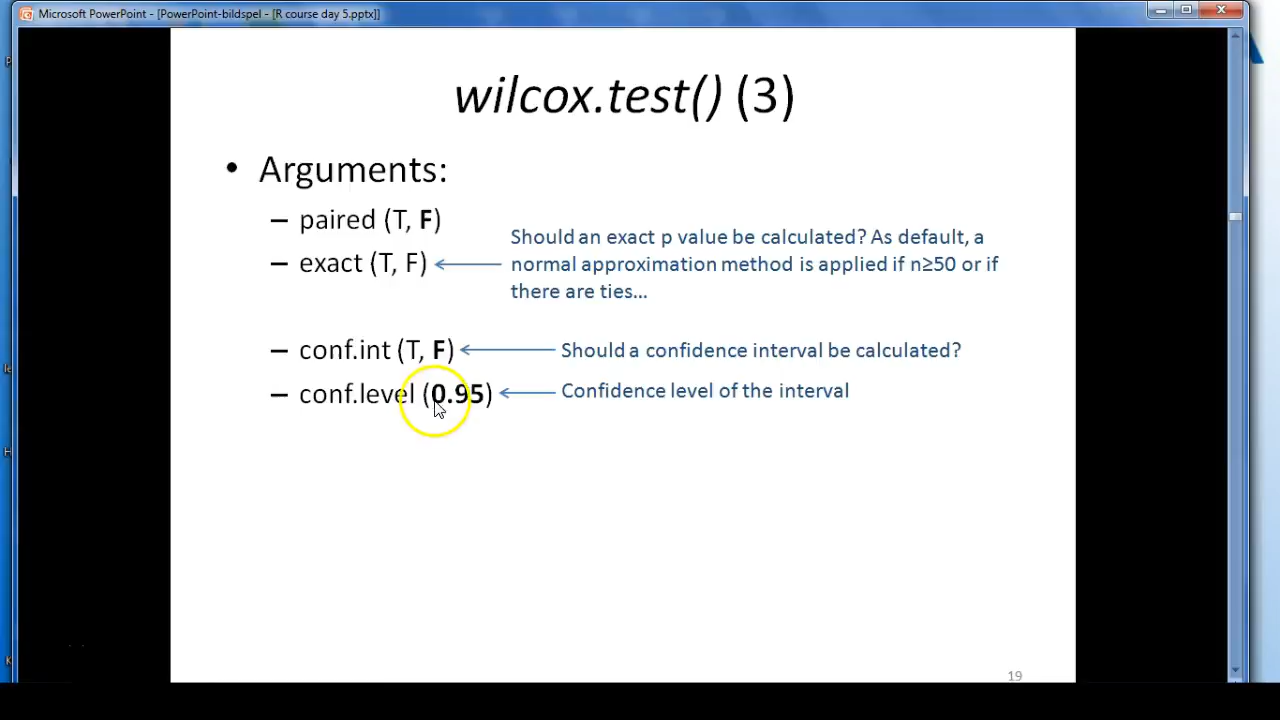 Microsoft PowerPoint - [PowerPoint-bildspel - [R course day 5.pptx]]
wilcox.test() (3)
• Arguments:
– paired (T, F)
– exact (T, F)
Should an exact p value be calculated? As default, a
normal approximation method is applied if n≥50 or if
there are ties...
– conf.int (T, F)
Should a confidence interval be calculated?
– conf.level (0.95)
Confidence level of the interval
19